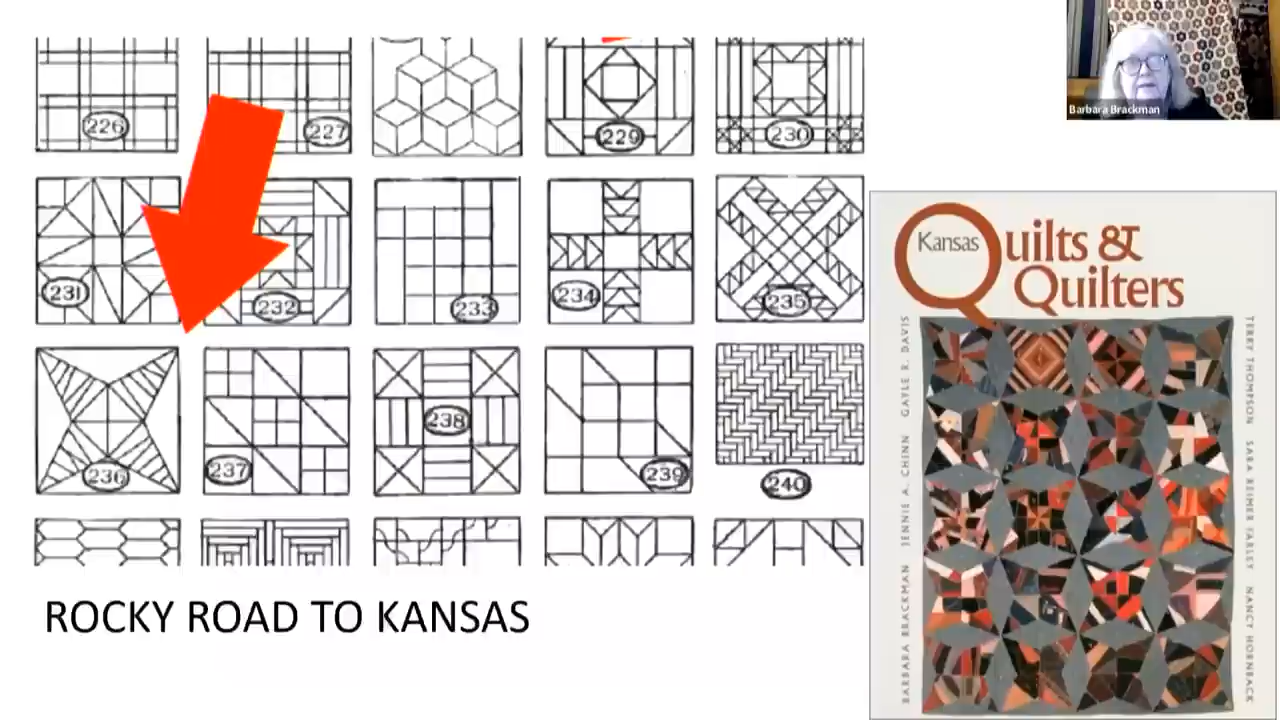 226
227
229
230
231
232
233
234
235
236
237
238
239
240
ROCKY ROAD TO KANSAS
Barbara Brackman
Kansas
Quilts &
Quilters
BARBARA BRACKMAN JENNIE A. CHINN GAYLE R. DAVIS
TERRY THOMPSON SARA REIMER FARLEY NANCY HORNBACK